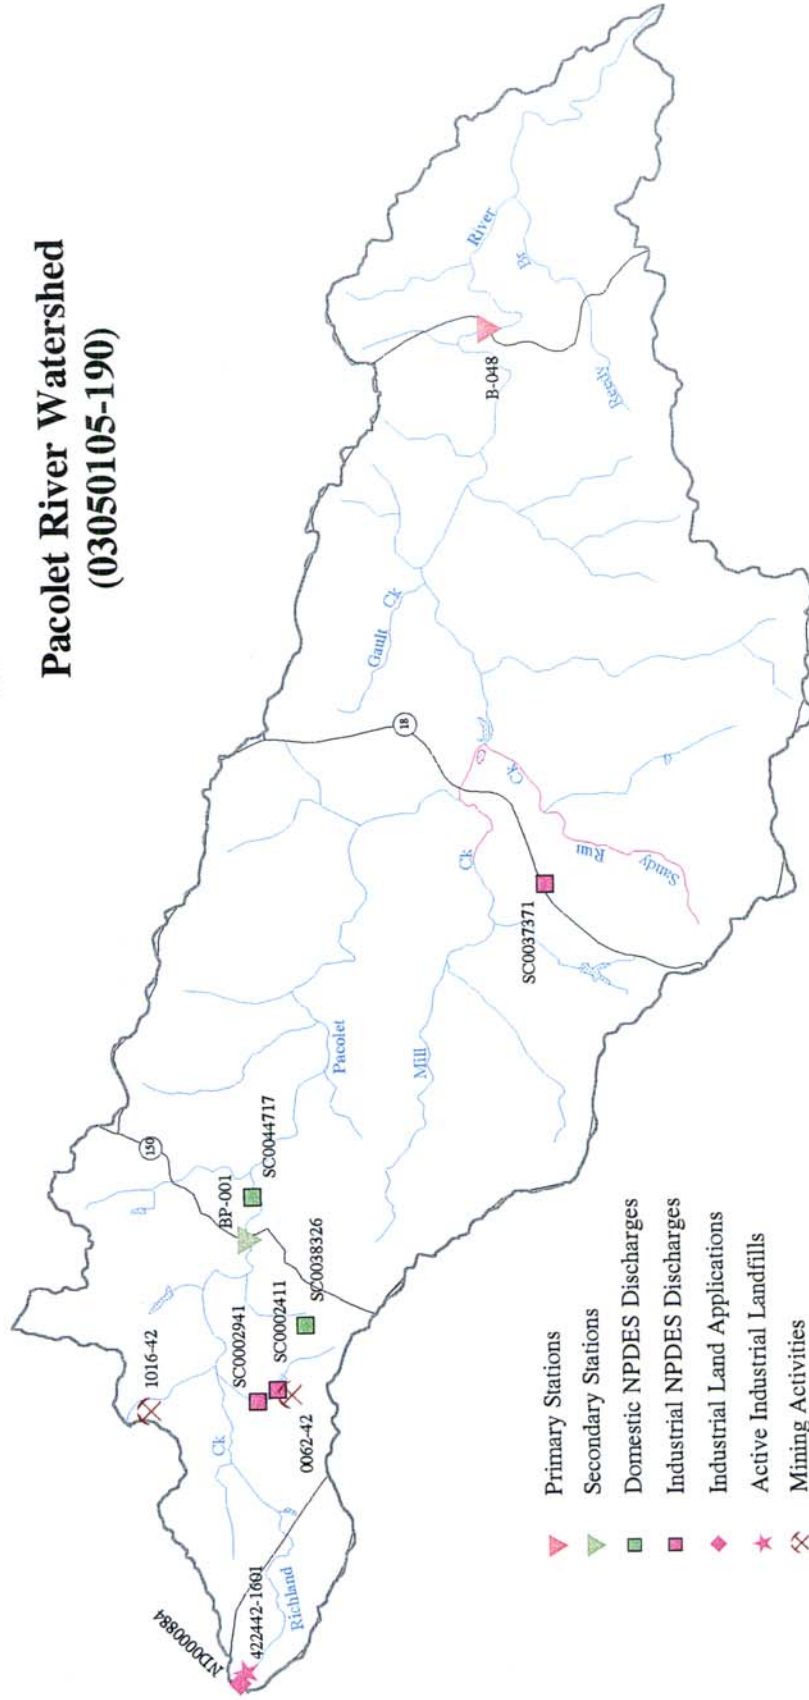 Pacolet River Watershed
(03050105-190)
River
Br
Reedy
B-048
Gault Ck
18
Ck
Sandy Run Ck
SC0037371
Pacolet
Mill
150
BP-001
SC0044717
SC0038326
SC0002941
SC0002411
1016-42
0062-42
Ck
Richland
422442-1601
ND0000884
Primary Stations
Secondary Stations
Domestic NPDES Discharges
Industrial NPDES Discharges
Industrial Land Applications
Active Industrial Landfills
Mining Activities